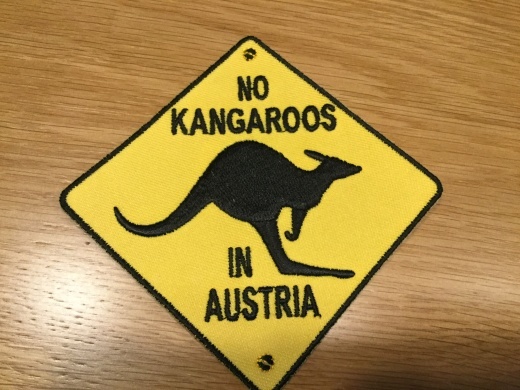 NO
KANGAROOS
IN
AUSTRIA